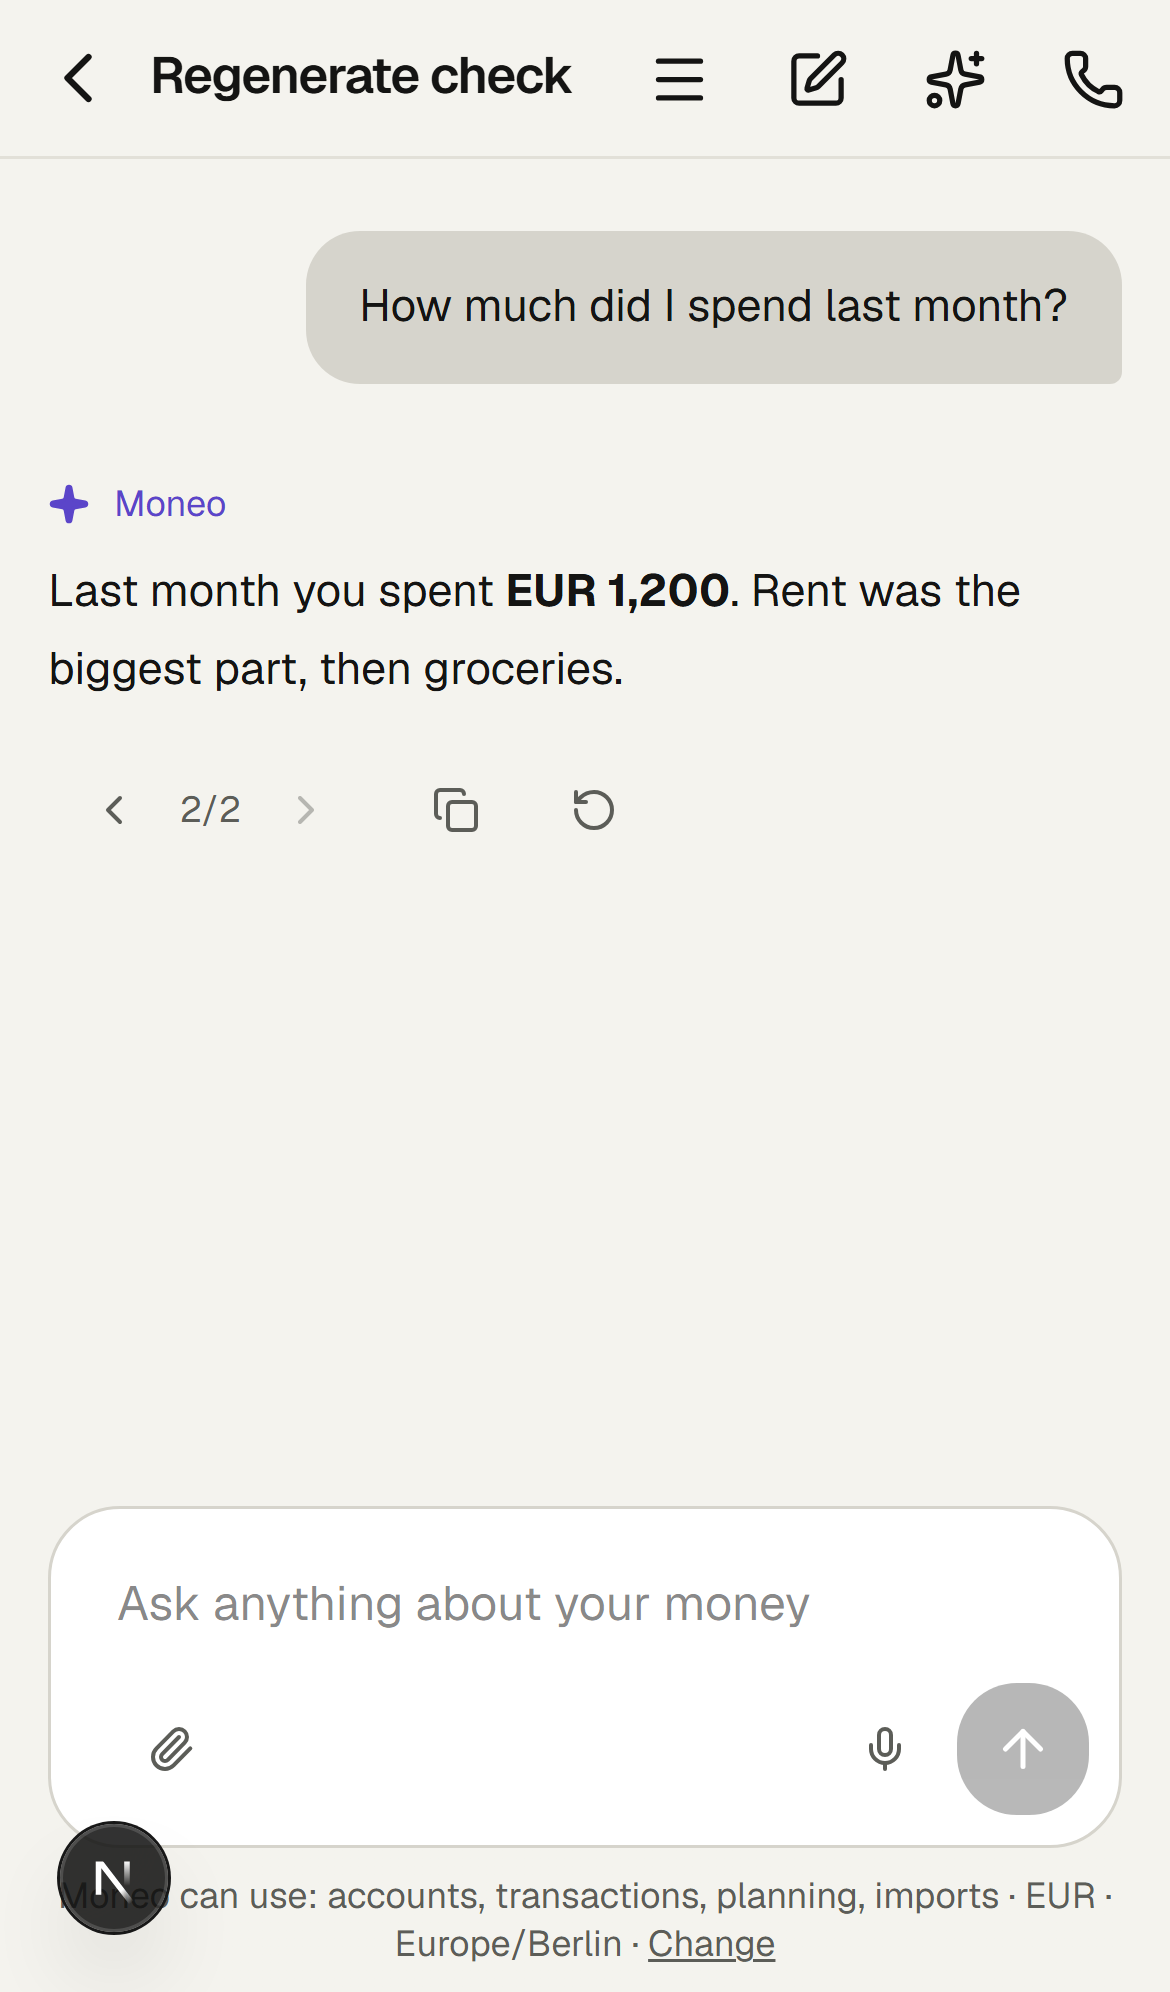 Regenerate check
How much did I spend last month?
Moneo
Last month you spent EUR 1,200. Rent was the
biggest part, then groceries.
2/2
Ask anything about your money
N
Moneo can use: accounts, transactions, planning, imports · EUR ·
Europe/Berlin · Change